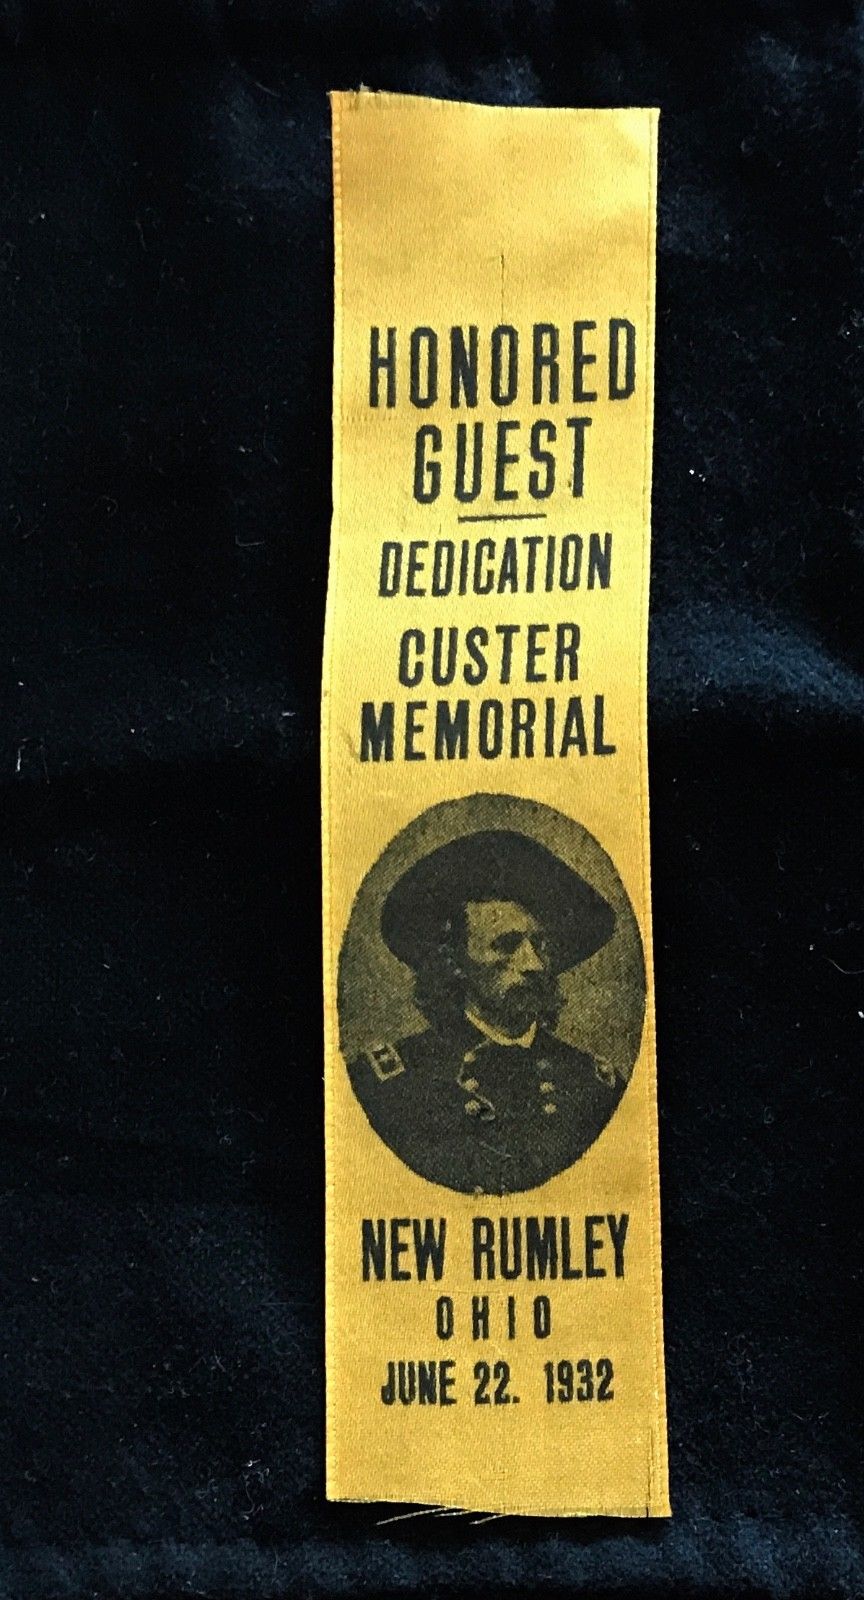 HONORED
GUEST
DEDICATION
CUSTER
MEMORIAL
NEW RUMLEY
OHIO
JUNE 22. 1932